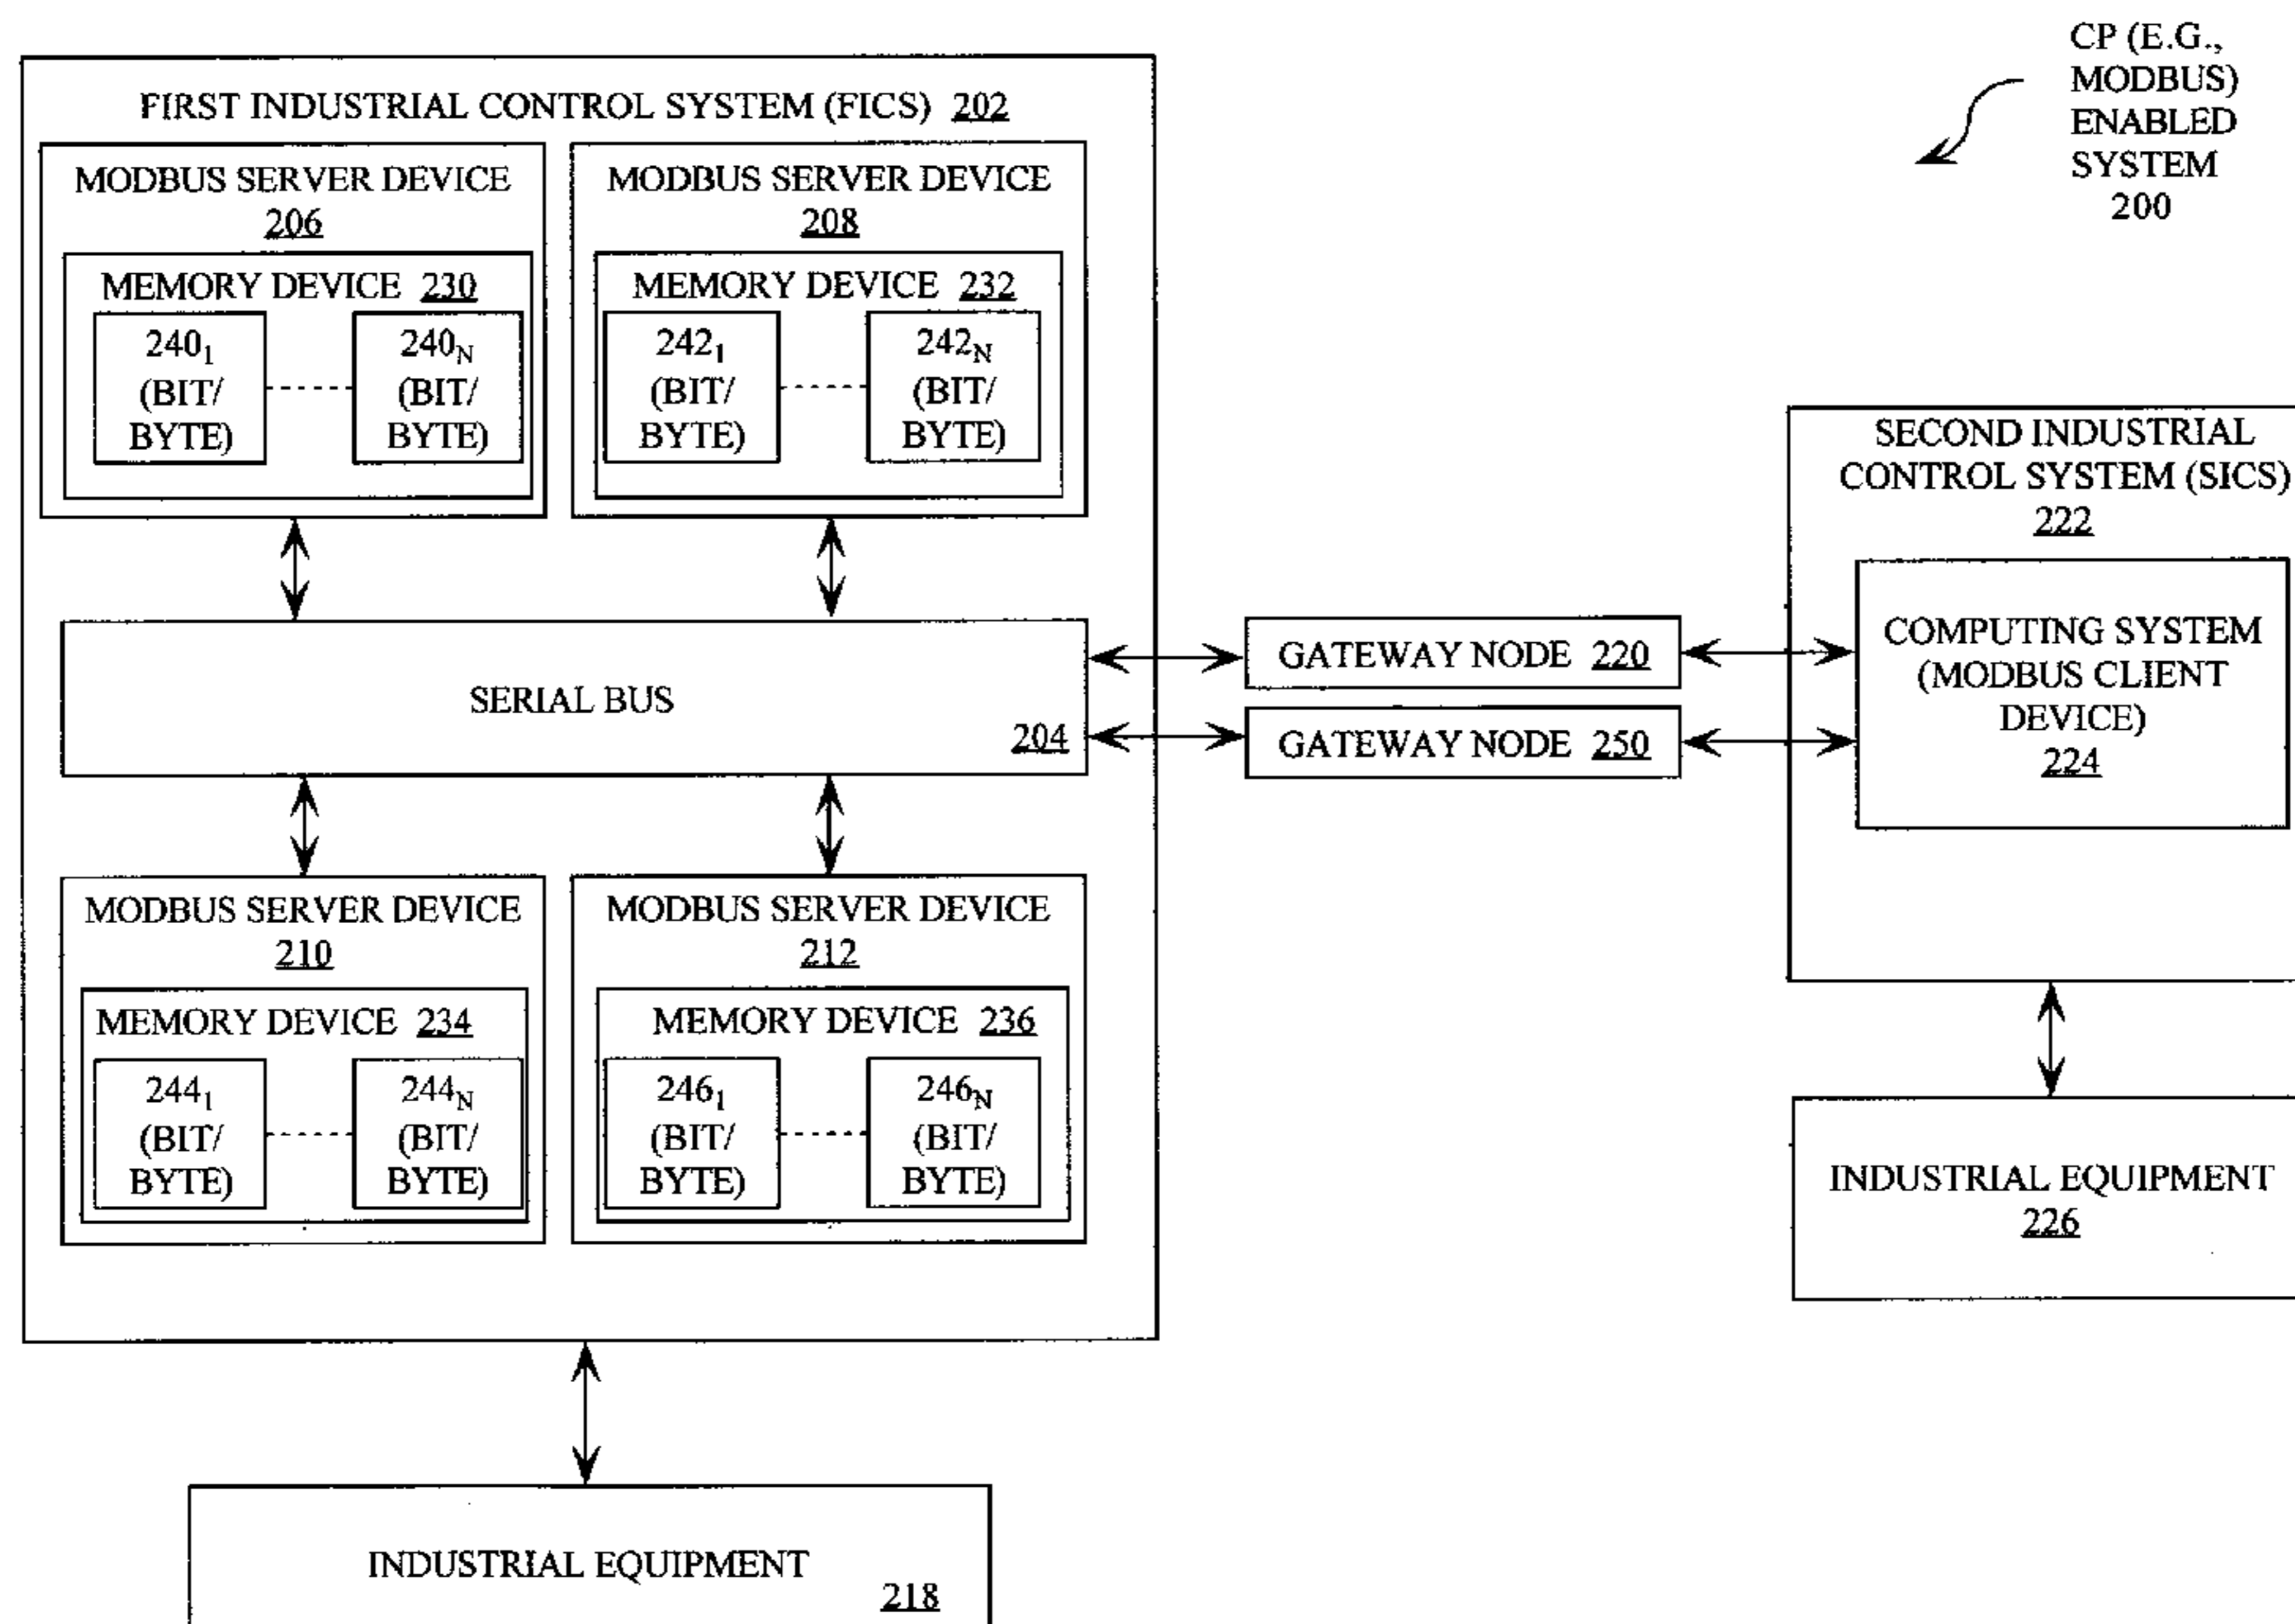 CP (E.G.,
MODBUS)
ENABLED
SYSTEM
200
FIRST INDUSTRIAL CONTROL SYSTEM (FICS) 202
MODBUS SERVER DEVICE
206
MEMORY DEVICE 230
240₁
(BIT/
BYTE)
240_N
(BIT/
BYTE)
MODBUS SERVER DEVICE
208
MEMORY DEVICE 232
242₁
(BIT/
BYTE)
242_N
(BIT/
BYTE)
SERIAL BUS
204
GATEWAY NODE 220
GATEWAY NODE 250
SECOND INDUSTRIAL
CONTROL SYSTEM (SICS)
222
COMPUTING SYSTEM
(MODBUS CLIENT
DEVICE)
224
MODBUS SERVER DEVICE
210
MEMORY DEVICE 234
244₁
(BIT/
BYTE)
244_N
(BIT/
BYTE)
MODBUS SERVER DEVICE
212
MEMORY DEVICE 236
246₁
(BIT/
BYTE)
246_N
(BIT/
BYTE)
INDUSTRIAL EQUIPMENT
226
INDUSTRIAL EQUIPMENT
218